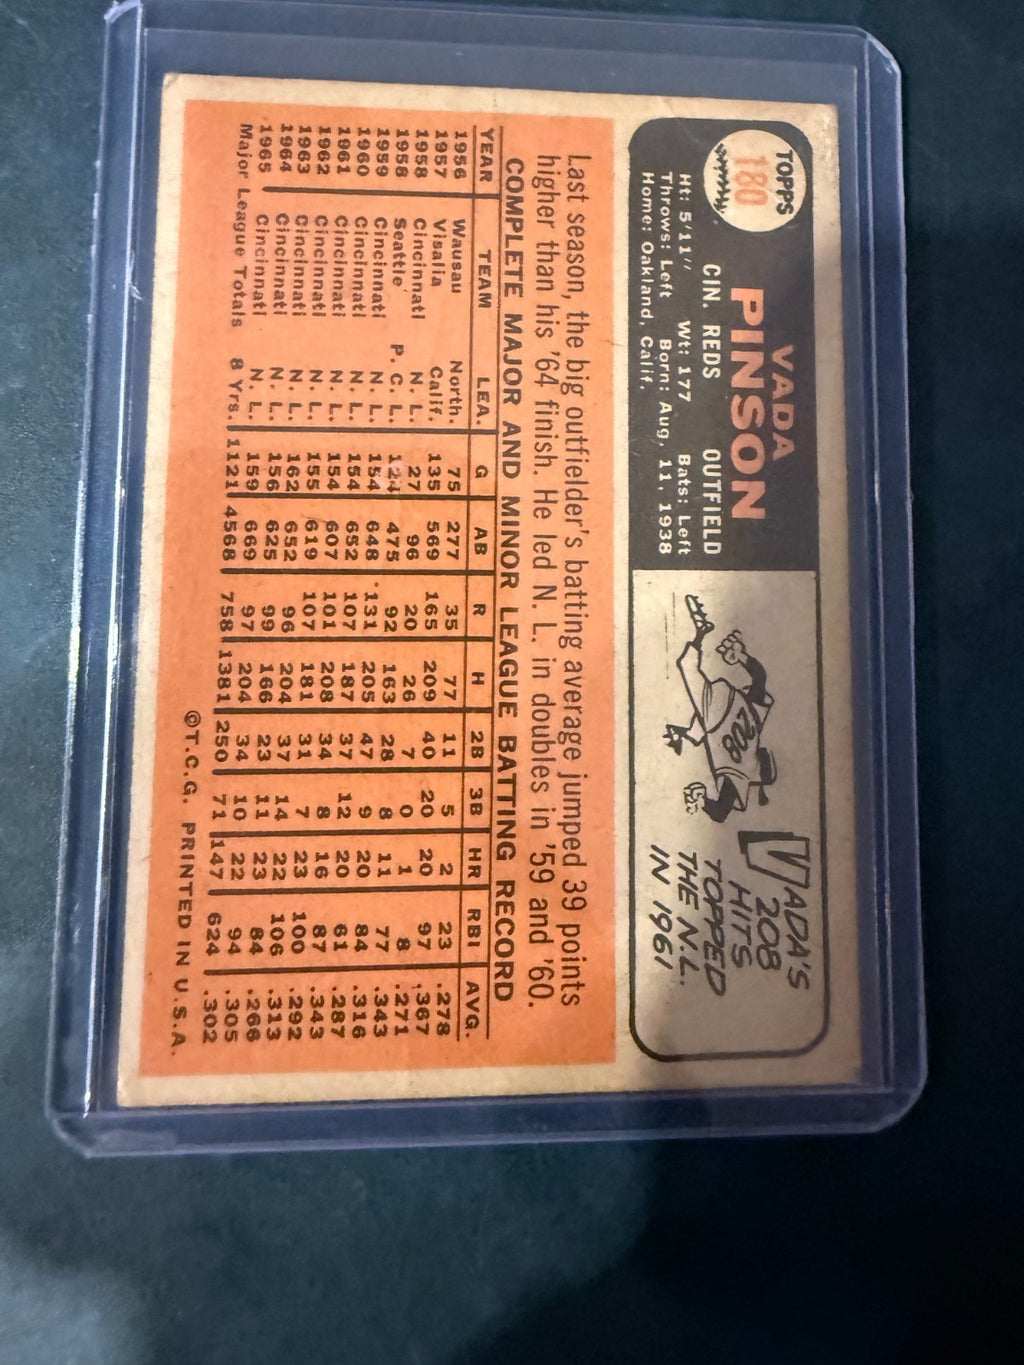 TOPPS
180
VADA
PINSON
CIN. REDS OUTFIELD
Ht: 5'11" Wt: 177 Bats: Left
Throws: Left Born: Aug. 11, 1938
Home: Oakland, Calif.
208
VADA'S
208
HITS
TOPPED
THE N.L.
IN 1961
Last season, the big outfielder's batting average jumped 39 points
higher than his '64 finish. He led N. L. in doubles in '59 and '60.
COMPLETE MAJOR AND MINOR LEAGUE BATTING RECORD
YEAR TEAM LEA. G AB R H 2B 3B HR RBI AVG.
1956 Wausau North. 75 277 35 77 11 5 2 23 .278
1957 Visalia Calif. 135 569 165 209 40 20 20 97 .367
1958 Cincinnati N. L. 27 96 20 26 7 0 1 8 .271
1958 Seattle P. C. L. 124 475 92 163 28 8 11 77 .343
1959 Cincinnati N. L. 154 648 131 205 47 9 20 84 .316
1960 Cincinnati N. L. 154 652 107 187 37 12 20 61 .287
1961 Cincinnati N. L. 154 607 101 208 34 8 16 87 .343
1962 Cincinnati N. L. 155 619 107 181 31 7 23 100 .292
1963 Cincinnati N. L. 162 652 96 204 37 14 22 106 .313
1964 Cincinnati N. L. 156 625 99 166 23 11 23 84 .266
1965 Cincinnati N. L. 159 669 97 204 34 10 22 94 .305
Major League Totals 8 Yrs. 1121 4568 758 1381 250 71 147 624 .302
©T.C.G. PRINTED IN U.S.A.